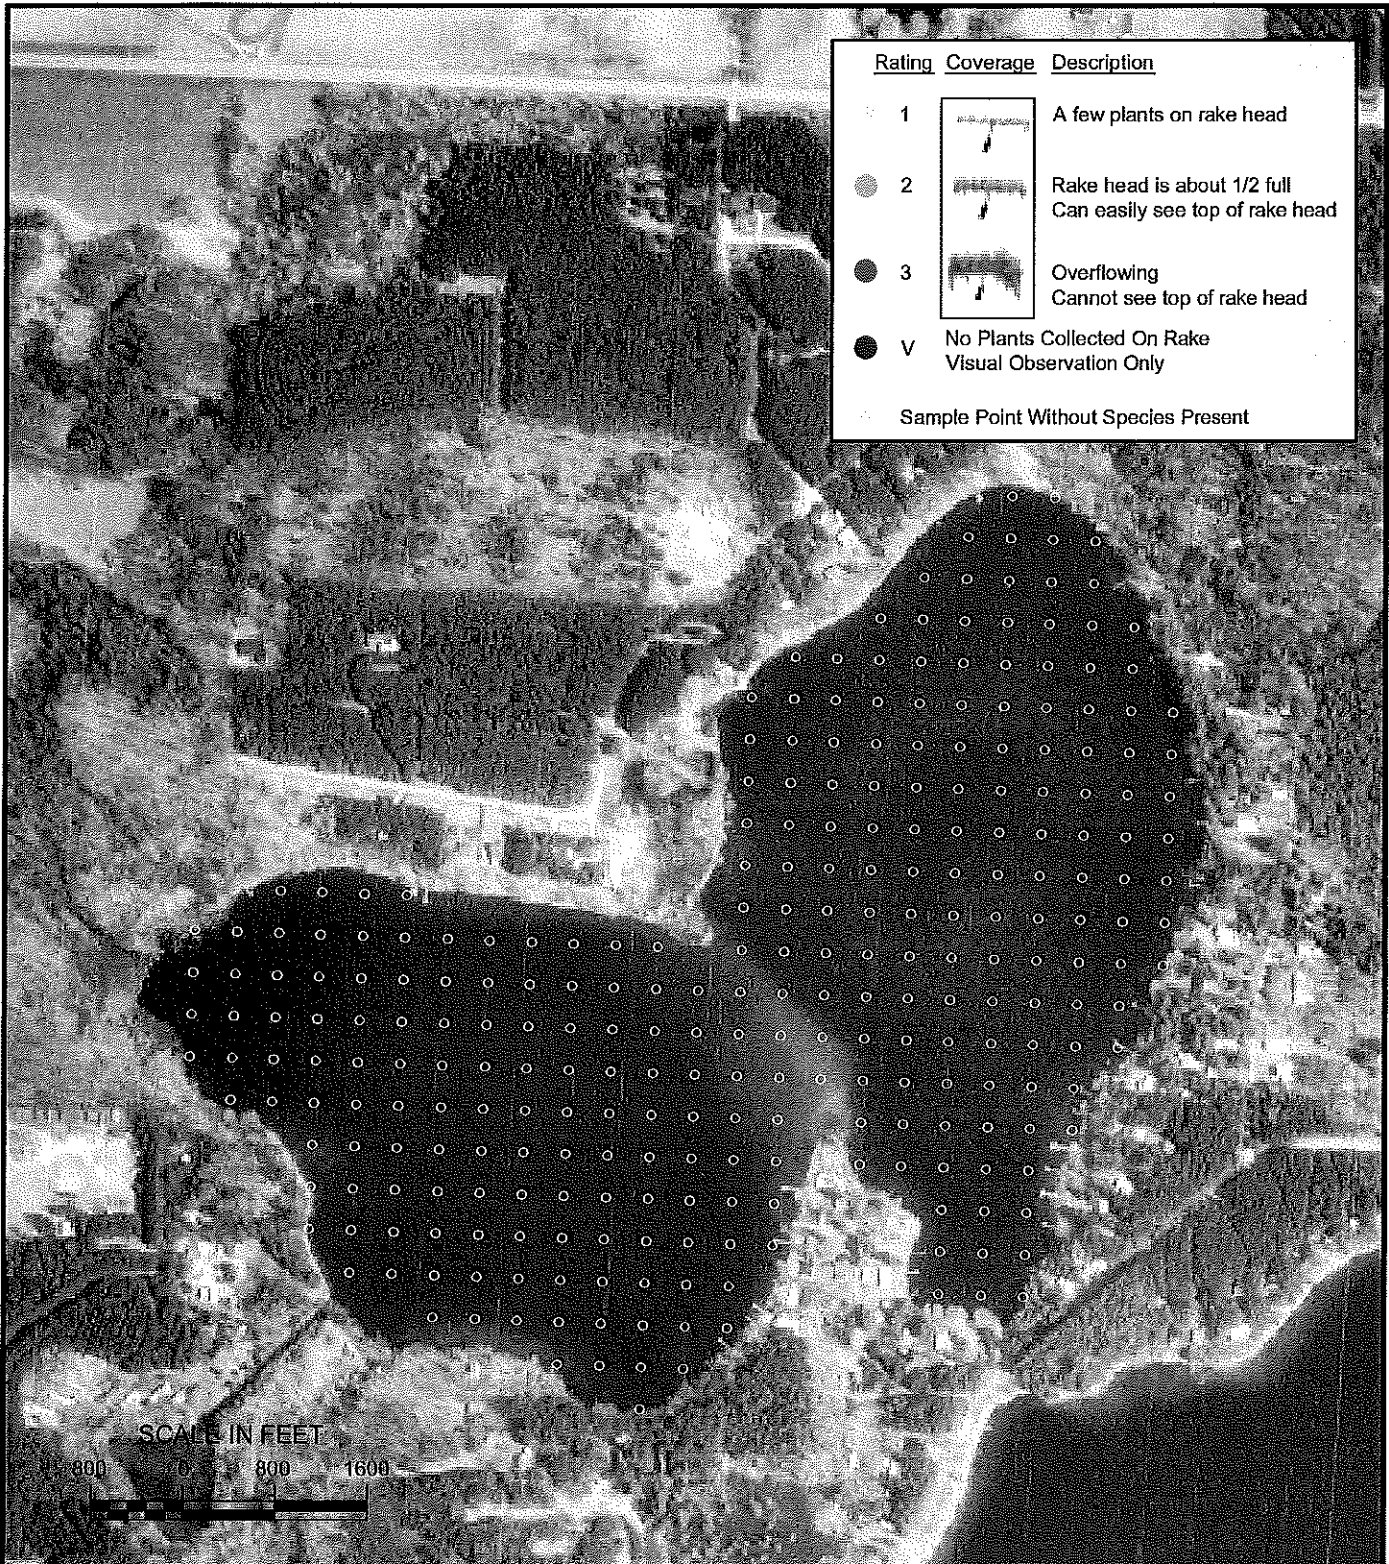 Rating Coverage Description
1 A few plants on rake head
2 Rake head is about 1/2 full
Can easily see top of rake head
3 Overflowing
Cannot see top of rake head
V No Plants Collected On Rake
Visual Observation Only
Sample Point Without Species Present
SCALE IN FEET
800 0 800 1600